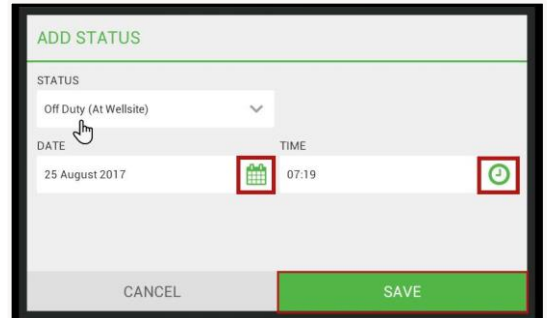 ADD STATUS
STATUS
Off Duty (At Wellsite)
DATE TIME
25 August 2017 07:19
CANCEL SAVE